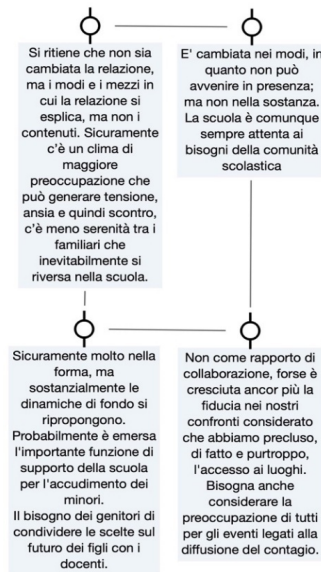 Si ritiene che non sia
cambiata la relazione,
ma i modi e i mezzi in
cui la relazione si
esplica, ma non i
contenuti. Sicuramente
c'è un clima di
maggiore
preoccupazione che
può generare tensione,
ansia e quindi scontro,
c'è meno serenità tra i
familiari che
inevitabilmente si
riversa nella scuola.
E' cambiata nei modi, in
quanto non può
avvenire in presenza;
ma non nella sostanza.
La scuola è comunque
sempre attenta ai
bisogni della comunità
scolastica
Sicuramente molto nella
forma, ma
sostanzialmente le
dinamiche di fondo si
ripropongono.
Probabilmente è emersa
l'importante funzione di
supporto della scuola
per l'accudimento dei
minori.
Il bisogno dei genitori di
condividere le scelte sul
futuro dei figli con i
docenti.
Non come rapporto di
collaborazione, forse è
cresciuta ancor più la
fiducia nei nostri
confronti considerato
che abbiamo precluso,
di fatto e purtroppo,
l'accesso ai luoghi.
Bisogna anche
considerare la
preoccupazione di tutti
per gli eventi legati alla
diffusione del contagio.